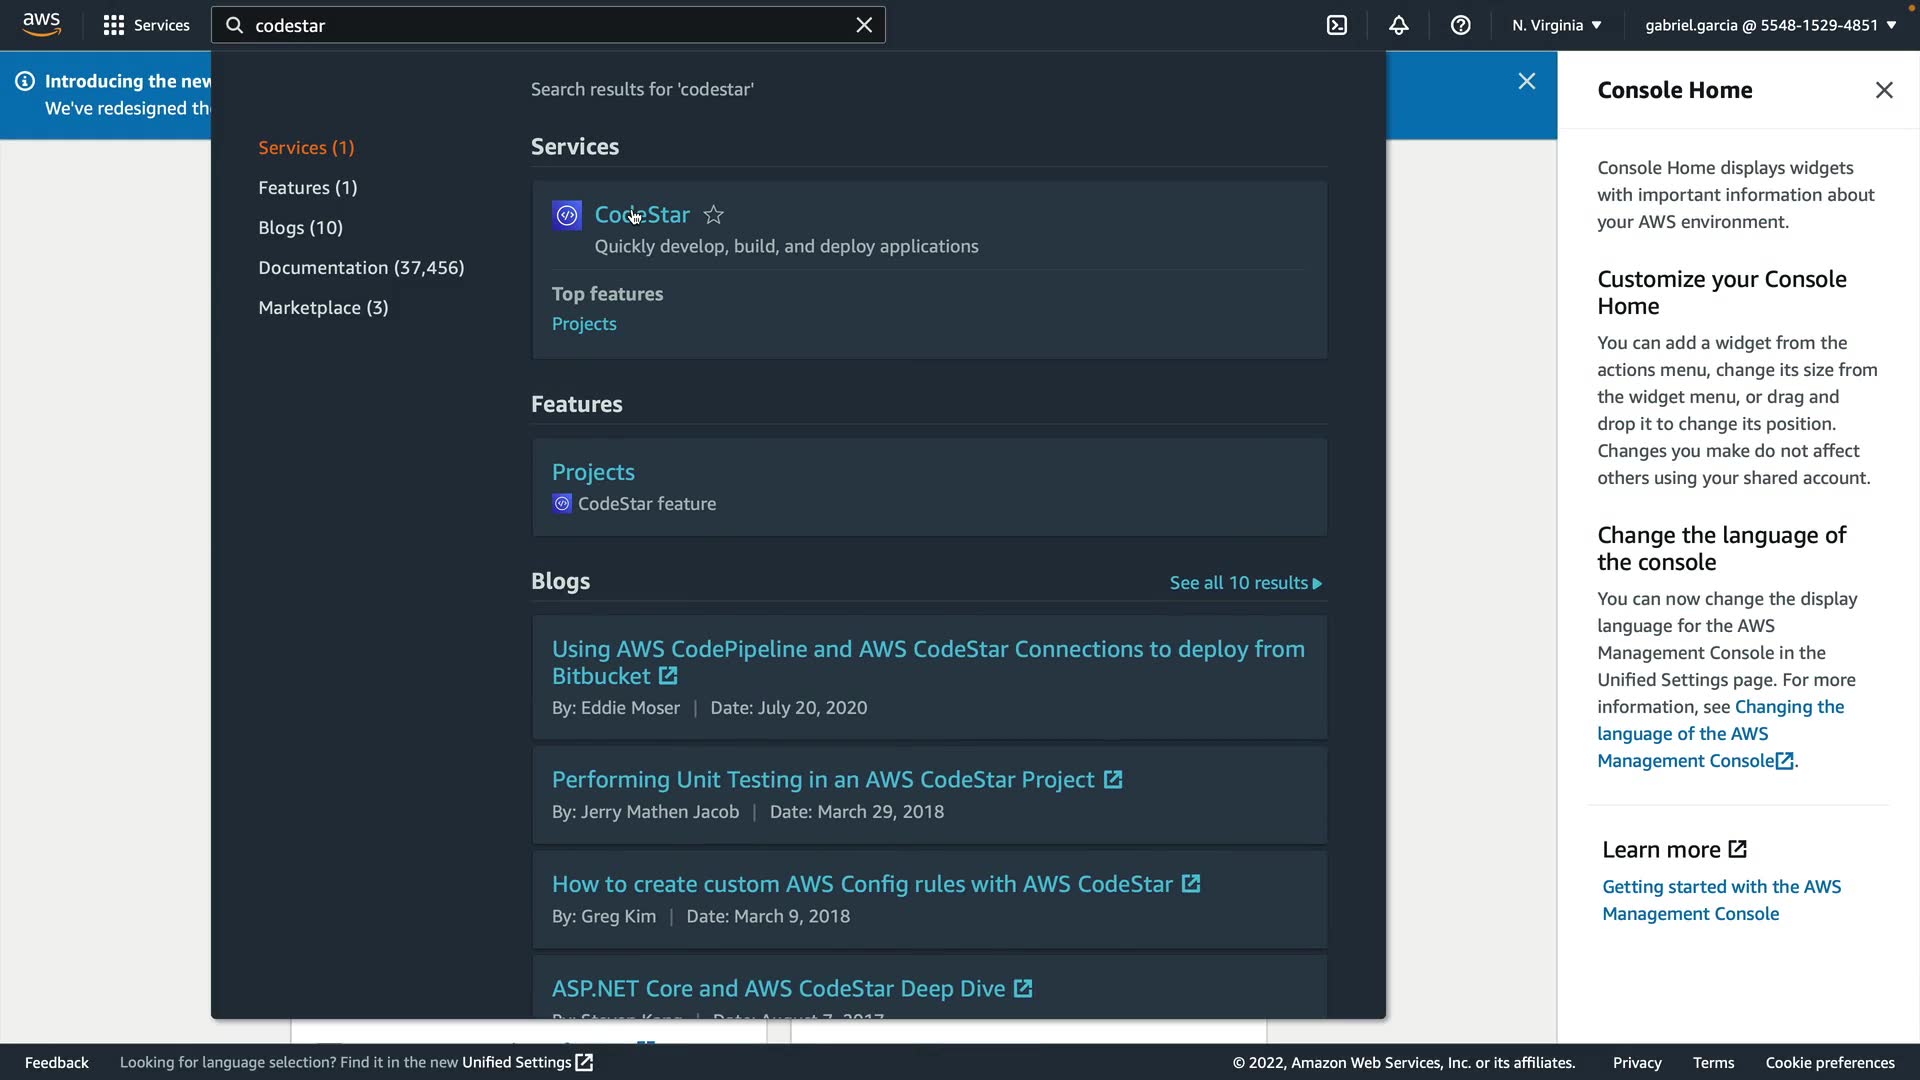 aws
Services
codestar
N. Virginia
gabriel.garcia @ 5548-1529-4851
Introducing the new
We've redesigned th
Search results for 'codestar'
Services (1)
Features (1)
Blogs (10)
Documentation (37,456)
Marketplace (3)
Services
CodeStar
Quickly develop, build, and deploy applications
Top features
Projects
Features
Projects
CodeStar feature
Blogs
See all 10 results
Using AWS CodePipeline and AWS CodeStar Connections to deploy from
Bitbucket
By: Eddie Moser | Date: July 20, 2020
Performing Unit Testing in an AWS CodeStar Project
By: Jerry Mathen Jacob | Date: March 29, 2018
How to create custom AWS Config rules with AWS CodeStar
By: Greg Kim | Date: March 9, 2018
ASP.NET Core and AWS CodeStar Deep Dive
Console Home
Console Home displays widgets
with important information about
your AWS environment.
Customize your Console
Home
You can add a widget from the
actions menu, change its size from
the widget menu, or drag and
drop it to change its position.
Changes you make do not affect
others using your shared account.
Change the language of
the console
You can now change the display
language for the AWS
Management Console in the
Unified Settings page. For more
information, see Changing the
language of the AWS
Management Console.
Learn more
Getting started with the AWS
Management Console
Feedback
Looking for language selection? Find it in the new Unified Settings
© 2022, Amazon Web Services, Inc. or its affiliates.
Privacy
Terms
Cookie preferences